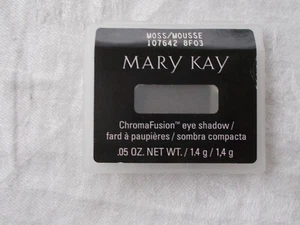 MOSS/MOUSSE
107642 8F03
MARY KAY
ChromaFusion™ eye shadow /
fard à paupières / sombra compacta
.05 OZ. NET WT. / 1.4 g / 1,4 g